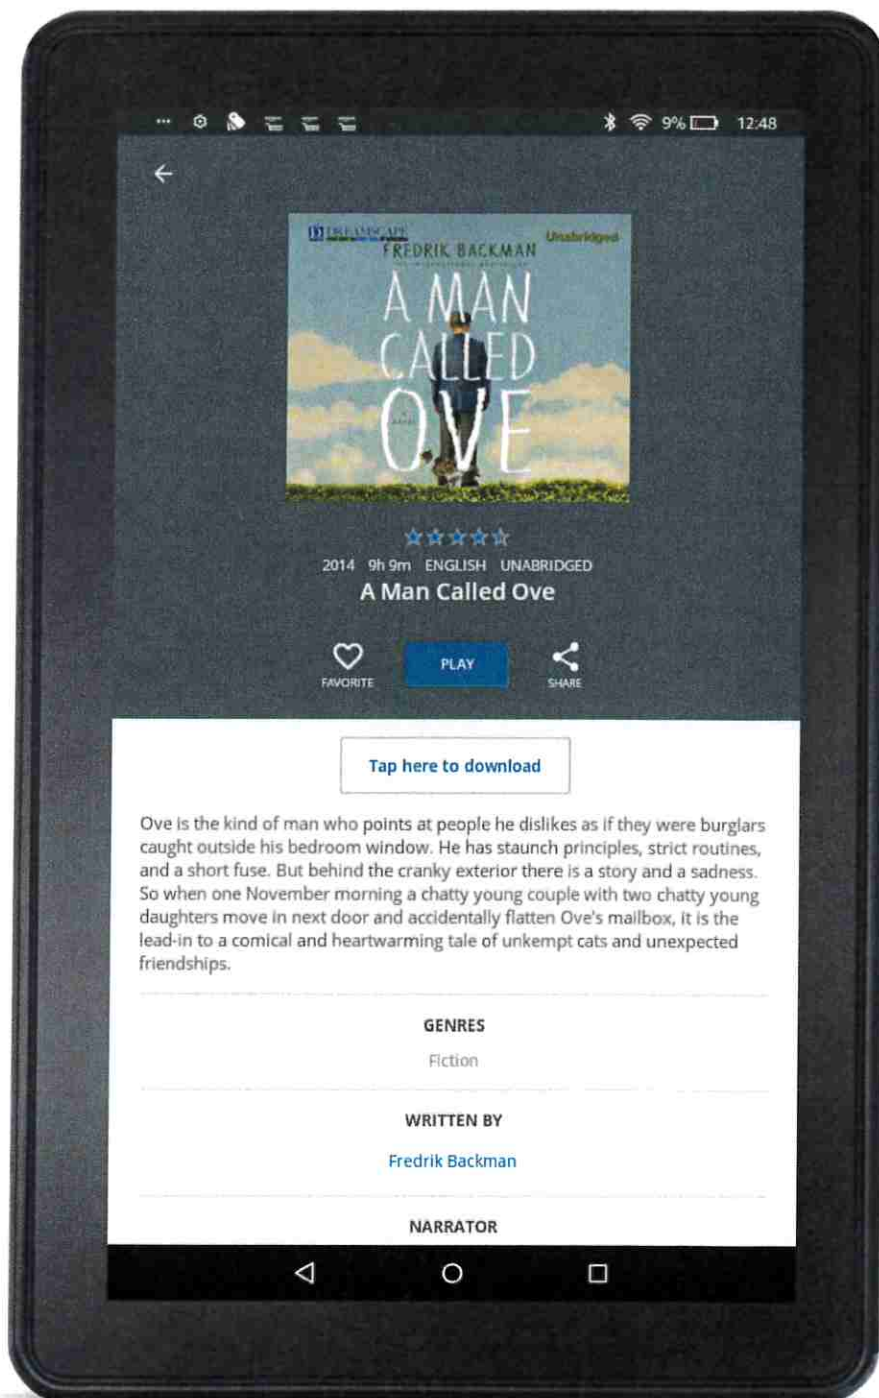 9% 12:48
DREAMSCAPE
Unabridged
FREDRIK BACKMAN
A MAN
CALLED
OVE
2014 9h 9m ENGLISH UNABRIDGED
A Man Called Ove
FAVORITE
PLAY
SHARE
Tap here to download
Ove is the kind of man who points at people he dislikes as if they were burglars
caught outside his bedroom window. He has staunch principles, strict routines,
and a short fuse. But behind the cranky exterior there is a story and a sadness.
So when one November morning a chatty young couple with two chatty young
daughters move in next door and accidentally flatten Ove's mailbox, it is the
lead-in to a comical and heartwarming tale of unkempt cats and unexpected
friendships.
GENRES
Fiction
WRITTEN BY
Fredrik Backman
NARRATOR